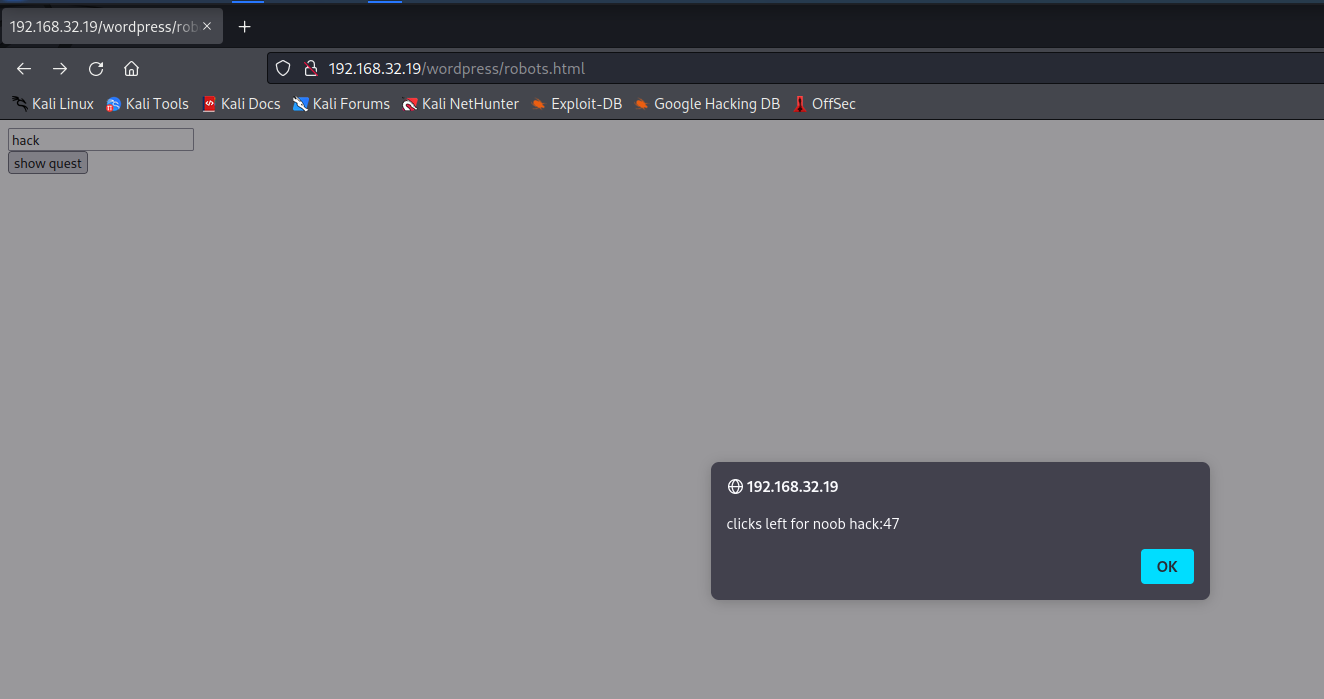 192.168.32.19/wordpress/rob
192.168.32.19/wordpress/robots.html
Kali Linux Kali Tools Kali Docs Kali Forums Kali NetHunter Exploit-DB Google Hacking DB OffSec
hack
show quest
192.168.32.19
clicks left for noob hack:47
OK